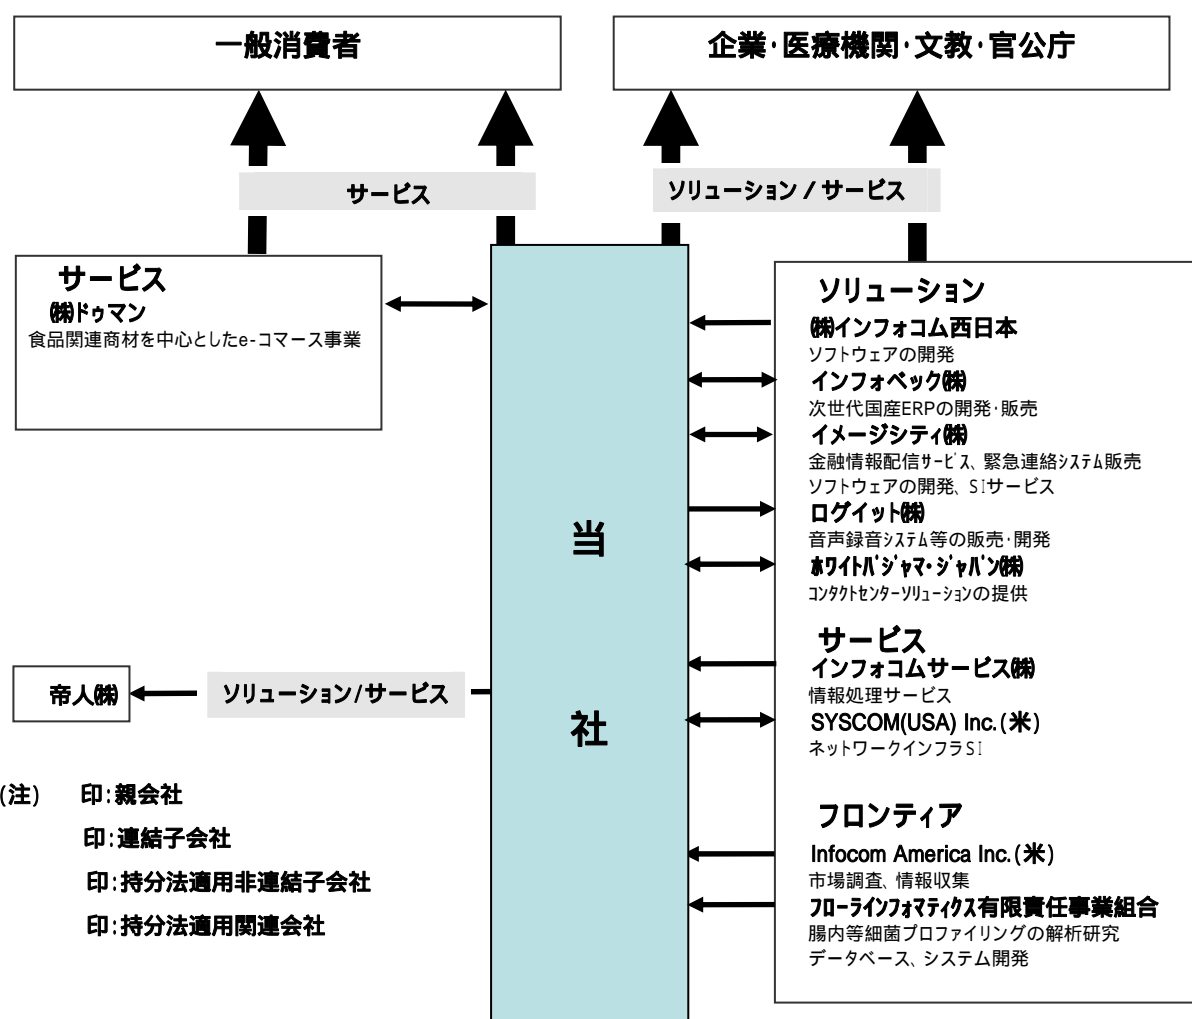 一般消費者
企業・医療機関・文教・官公庁
サービス
ソリューション / サービス
サービス
㈱ドゥマン
食品関連商材を中心としたe-コマース事業
ソリューション
㈱インフォコム西日本
ソフトウェアの開発
インフォベック㈱
次世代国産ERPの開発・販売
イメージシティ㈱
金融情報配信ｻｰﾋﾞｽ、緊急連絡ｼｽﾃﾑ販売
ソフトウェアの開発、SIサービス
ログイット㈱
音声録音ｼｽﾃﾑ等の販売・開発
ﾎﾜｲﾄﾊﾟｼﾞｬﾏ・ｼﾞｬﾊﾟﾝ㈱
ｺﾝﾀｸﾄｾﾝﾀｰｿﾘｭｰｼｮﾝの提供
サービス
インフォコムサービス㈱
情報処理サービス
SYSCOM(USA) Inc.(米)
ネットワークインフラSI
フロンティア
Infocom America Inc.(米)
市場調査、情報収集
ﾌﾛｰﾗｲﾝﾌｫﾏﾃｨｸｽ有限責任事業組合
腸内等細菌プロファイリングの解析研究
データベース、システム開発
当
社
帝人㈱
ソリューション/サービス
(注) 印:親会社
印:連結子会社
印:持分法適用非連結子会社
印:持分法適用関連会社